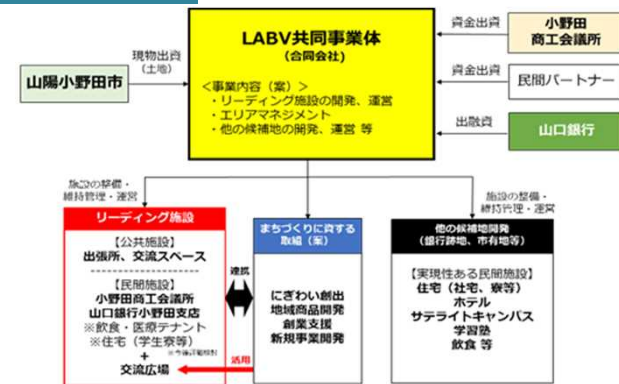 LABV共同事業体
(合同会社)
<事業内容（案）>
・リーディング施設の開発、運営
・エリアマネジメント
・他の候補地の開発、運営 等
山陽小野田市
現物出資
(土地)
資金出資
小野田
商工会議所
資金出資
民間パートナー
出融資
山口銀行
施設の整備・
維持管理・運営
施設の整備・
維持管理・運営
リーディング施設
【公共施設】
出張所、交流スペース
【民間施設】
小野田商工会議所
山口銀行小野田支店
※飲食・医療テナント
※住宅（学生寮等）
+
交流広場
連携
活用
まちづくりに資する
取組（案）
にぎわい創出
地域商品開発
創業支援
新規事業開発
他の候補地開発
(銀行跡地、市有地等)
【実現性ある民間施設】
住宅（社宅、寮等）
ホテル
サテライトキャンパス
学習塾
飲食 等